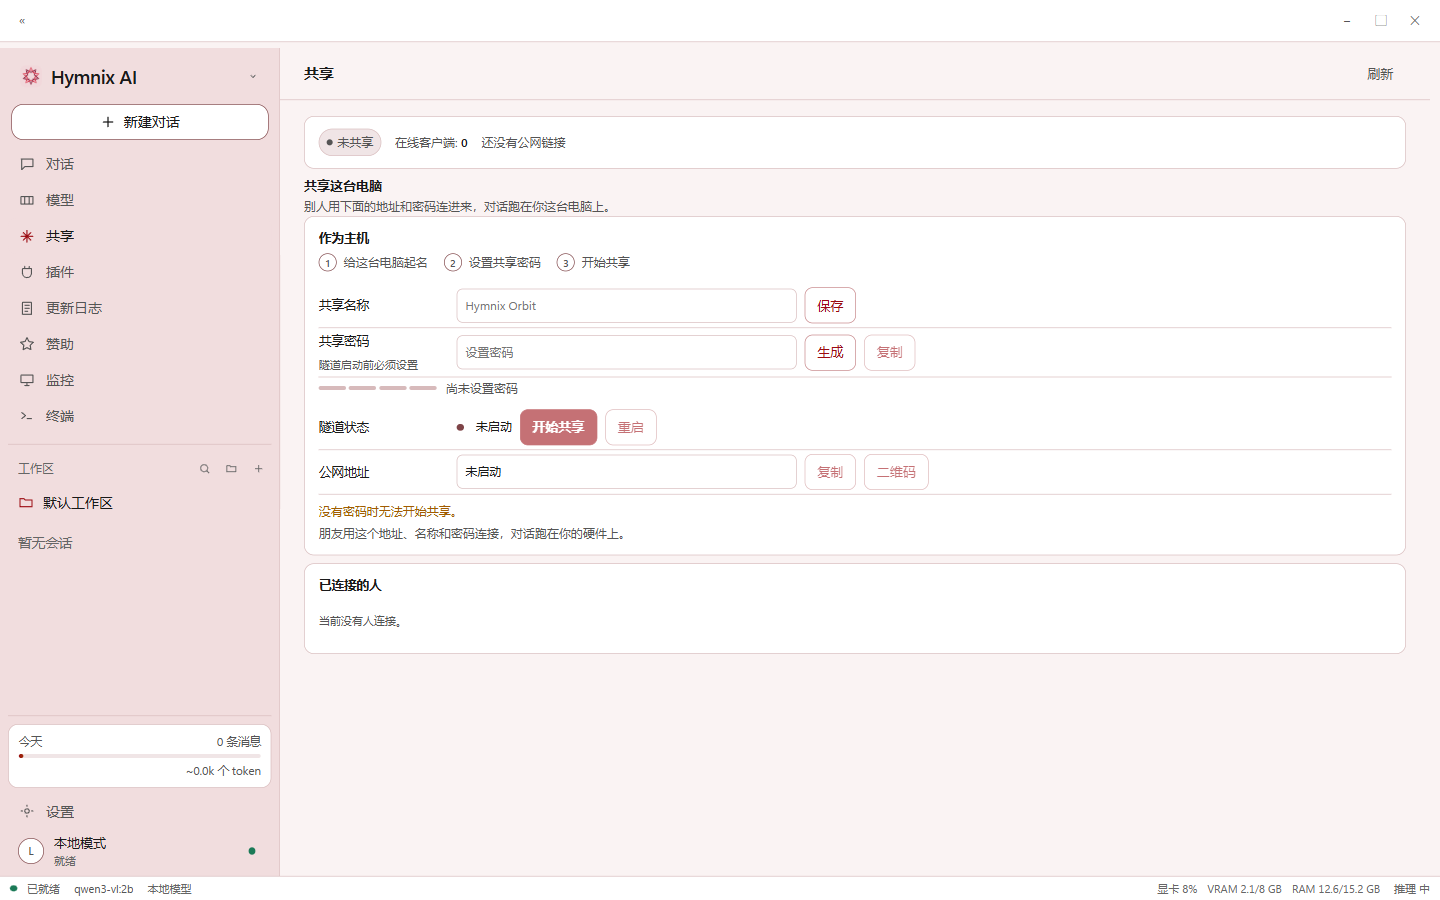 «
Hymnix AI
+ 新建对话
对话
模型
共享
插件
更新日志
赞助
监控
终端
工作区
默认工作区
暂无会话
今天 0 条消息
~0.0k 个 token
设置
L 本地模式
就绪
共享 刷新
未共享 在线客户端: 0 还没有公网链接
共享这台电脑
别人用下面的地址和密码连进来，对话跑在你这台电脑上。
作为主机
1 给这台电脑起名 2 设置共享密码 3 开始共享
共享名称 Hymnix Orbit 保存
共享密码 设置密码 生成 复制
隧道启动前必须设置
尚未设置密码
隧道状态 未启动 开始共享 重启
公网地址 未启动 复制 二维码
没有密码时无法开始共享。
朋友用这个地址、名称和密码连接，对话跑在你的硬件上。
已连接的人
当前没有人连接。
已就绪 qwen3-vl:2b 本地模型 显卡 8% VRAM 2.1/8 GB RAM 12.6/15.2 GB 推理 中